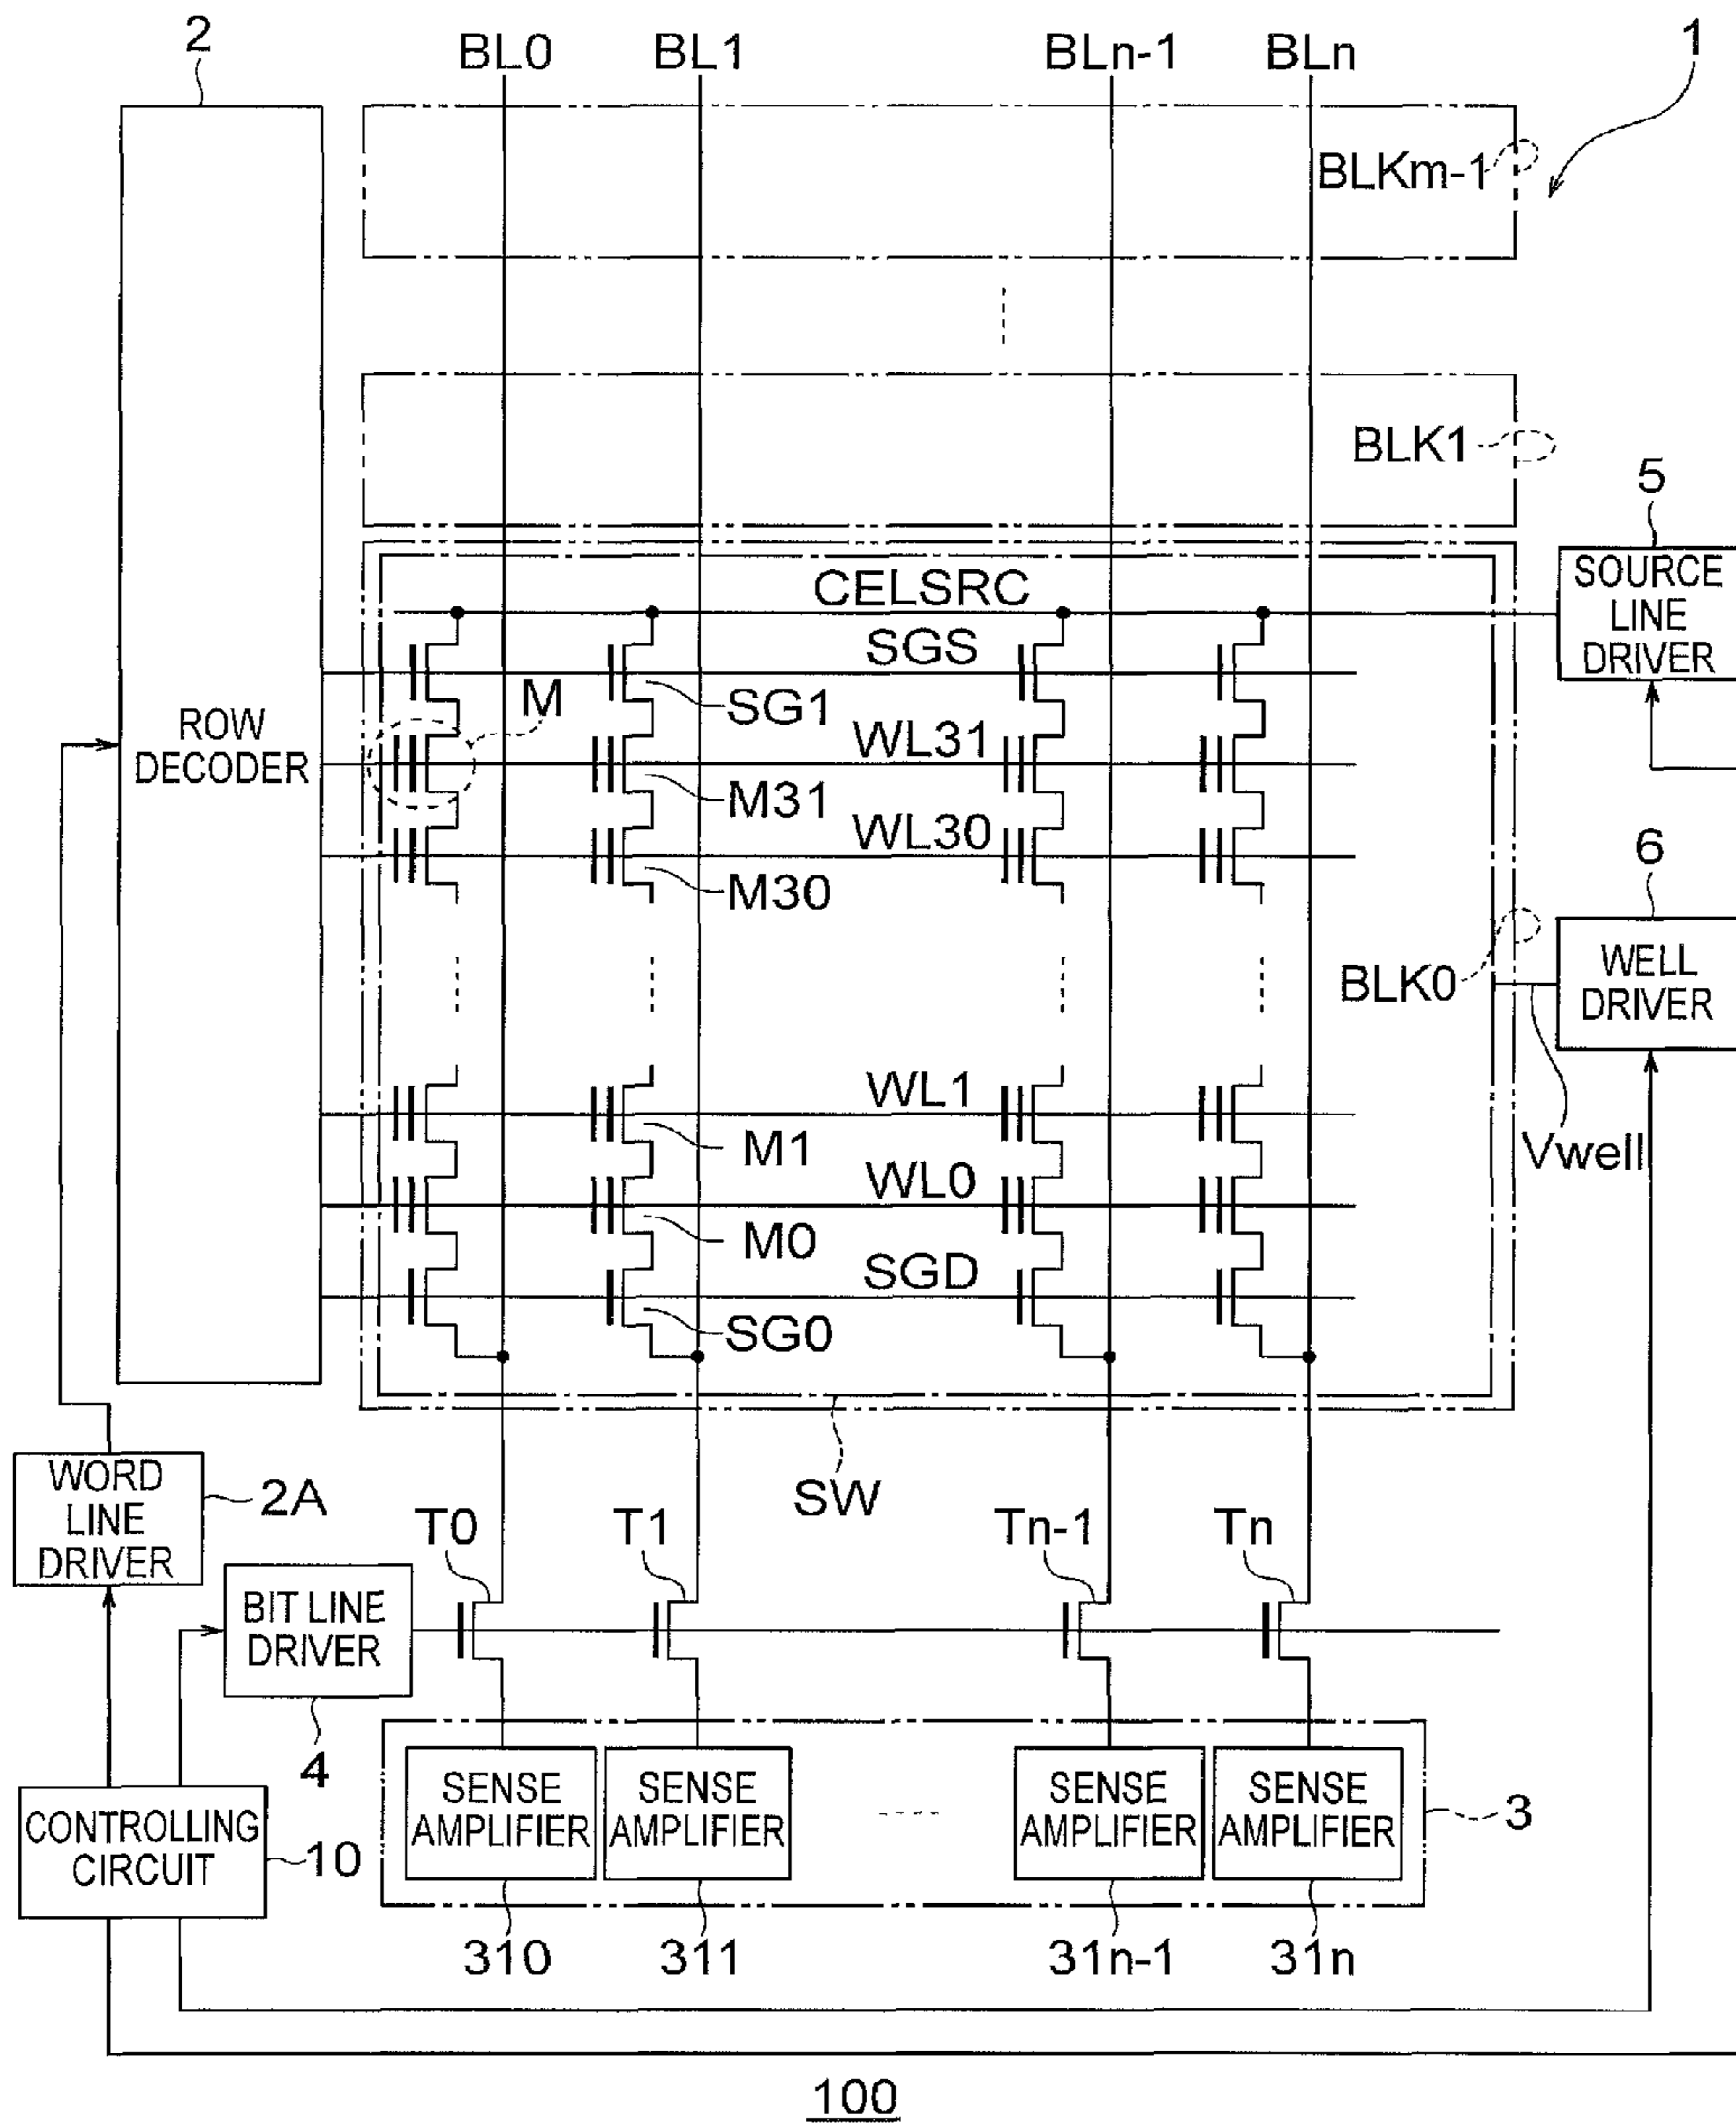 2
BL0
BL1
BLn-1
BLn
1
BLKm-1
BLK1
5
SOURCE
LINE
DRIVER
CELSRC
SGS
M
SG1
ROW
DECODER
WL31
M31
WL30
M30
6
WELL
DRIVER
BLK0
WL1
M1
Vwell
WL0
M0
SGD
SG0
SW
WORD
LINE
DRIVER
2A
T0
T1
Tn-1
Tn
BIT LINE
DRIVER
4
SENSE
AMPLIFIER
SENSE
AMPLIFIER
SENSE
AMPLIFIER
SENSE
AMPLIFIER
3
CONTROLLING
CIRCUIT
10
310
311
31n-1
31n
100